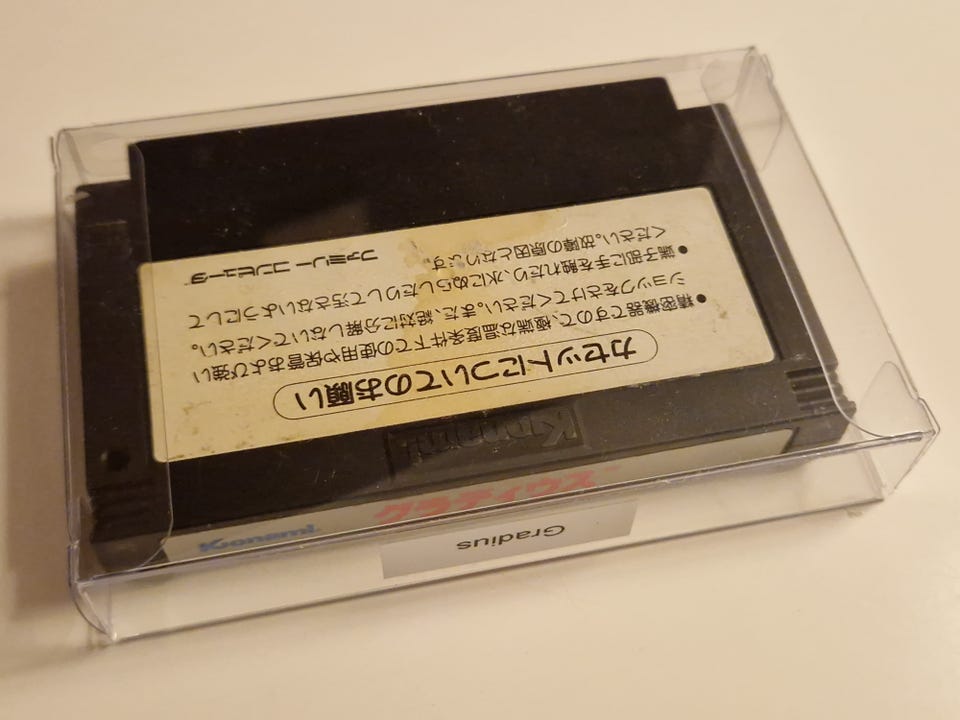 カセットについてのお願い
●精密機器ですので、極端な温度条件下での使用や保管および強い
ショックをさけてください。また、絶対に分解しないでください。
●端子部に手を触れたり、水にぬらしたりして汚さないようにして
ください。故障の原因となります。
ファミリーコンピュータ™
Konami
Konami
グラディウス™
Gradius